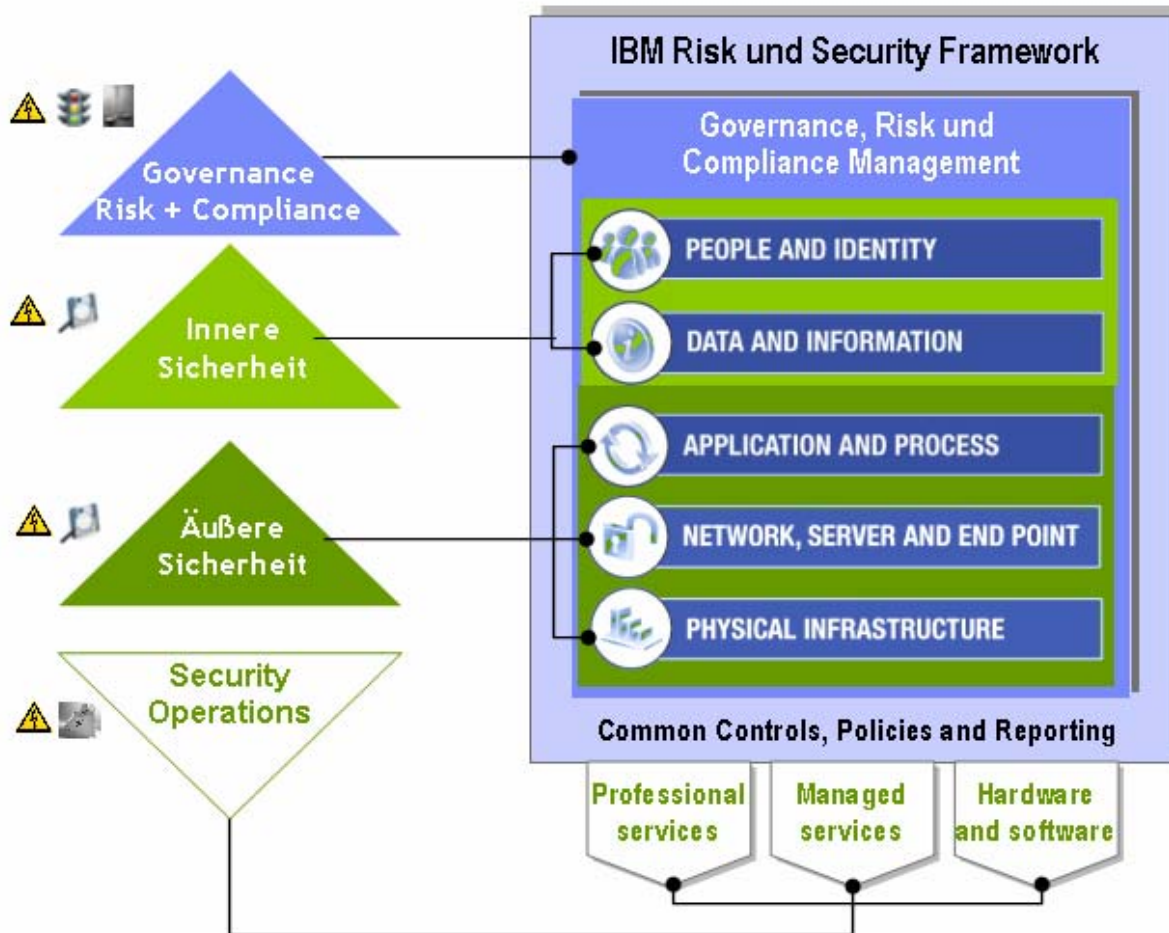 IBM Risk und Security Framework
Governance
Risk + Compliance
Innere
Sicherheit
Äußere
Sicherheit
Security
Operations
Governance, Risk und
Compliance Management
PEOPLE AND IDENTITY
DATA AND INFORMATION
APPLICATION AND PROCESS
NETWORK, SERVER AND END POINT
PHYSICAL INFRASTRUCTURE
Common Controls, Policies and Reporting
Professional
services
Managed
services
Hardware
and software